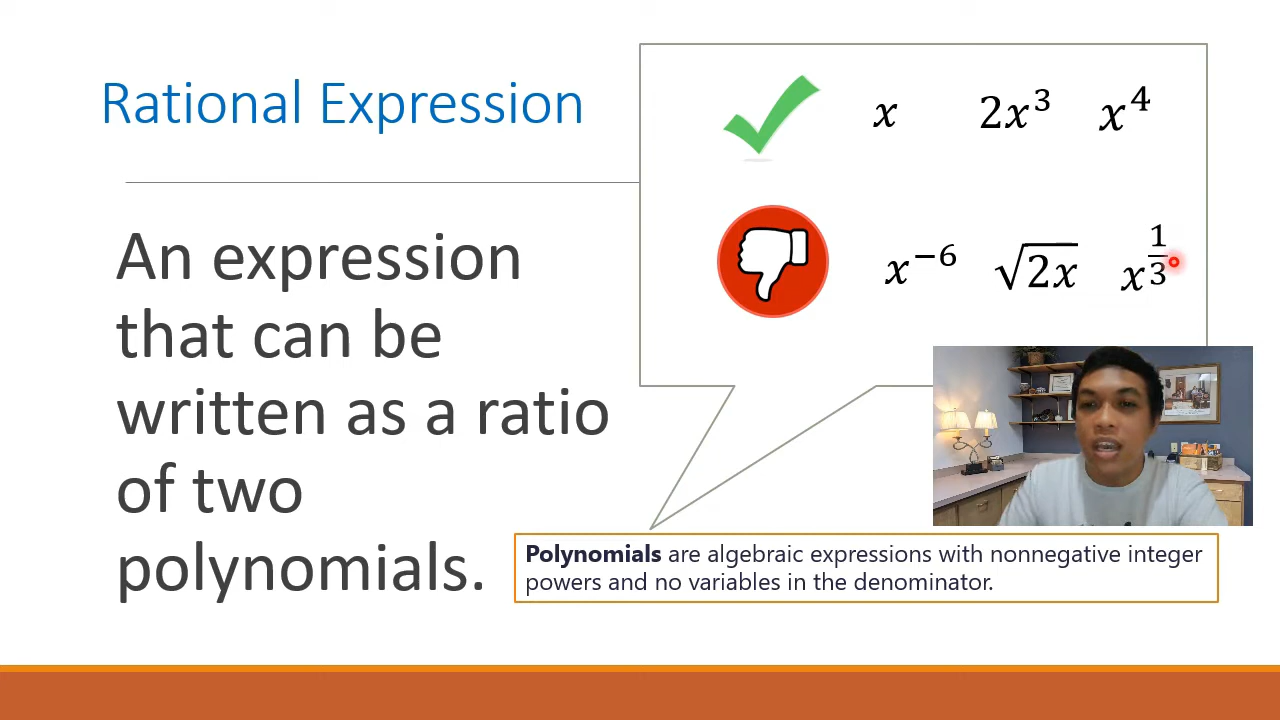 Rational Expression
x 2x³ x⁴
x⁻⁶ √2x x^{1/3}
An expression
that can be
written as a ratio
of two
polynomials.
Polynomials are algebraic expressions with nonnegative integer
powers and no variables in the denominator.